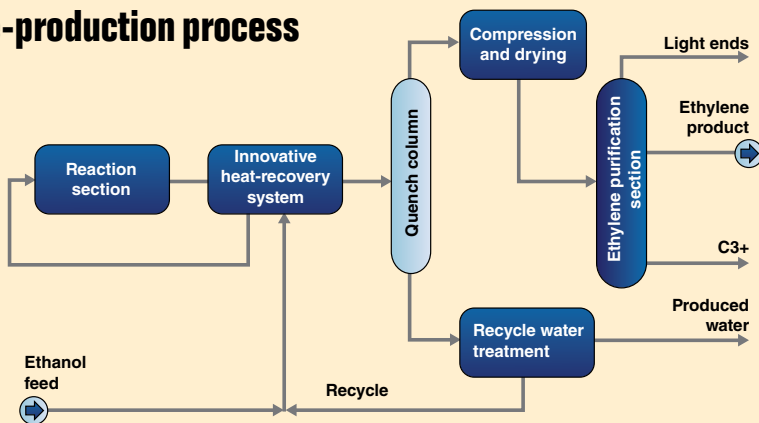 -production process
Compression
and drying
Light ends
Ethylene
product
Reaction
section
Innovative
heat-recovery
system
Quench column
Ethylene purification
section
C3+
Produced
water
Recycle water
treatment
Ethanol
feed
Recycle